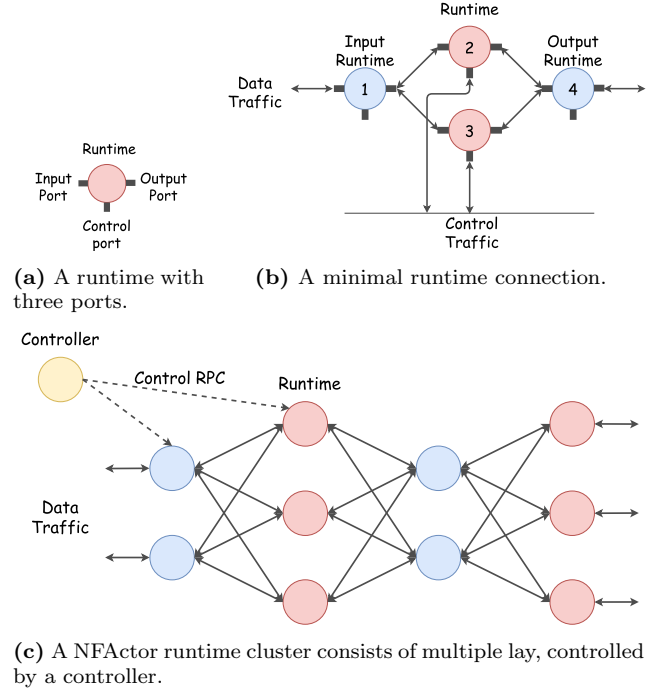 Runtime
Input
Runtime
Output
Runtime
2
1
4
Data
Traffic
3
Runtime
Input
Port
Output
Port
Control
port
Control
Traffic
(a) A runtime with
three ports.
(b) A minimal runtime connection.
Controller
Control RPC
Runtime
Data
Traffic
(c) A NFActor runtime cluster consists of multiple lay, controlled
by a controller.